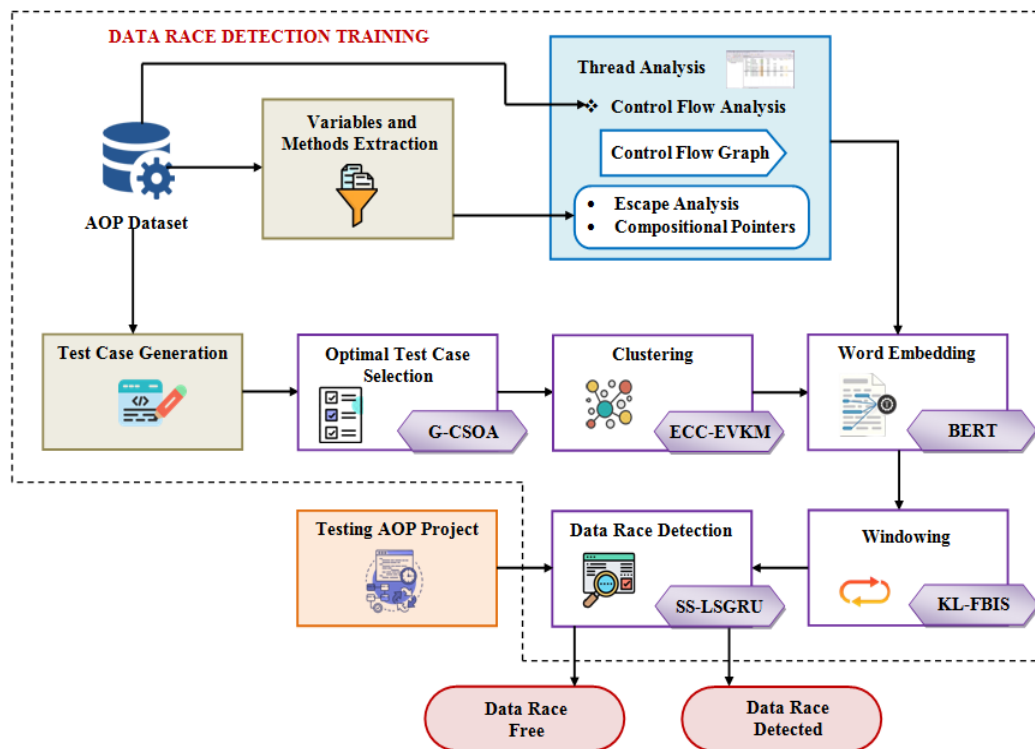 DATA RACE DETECTION TRAINING
AOP Dataset
Variables and
Methods Extraction
Thread Analysis
❖ Control Flow Analysis
Control Flow Graph
• Escape Analysis
• Compositional Pointers
Test Case Generation
Optimal Test Case
Selection
G-CSOA
Clustering
ECC-EVKM
Word Embedding
BERT
Testing AOP Project
Data Race Detection
SS-LSGRU
Windowing
KL-FBIS
Data Race
Free
Data Race
Detected